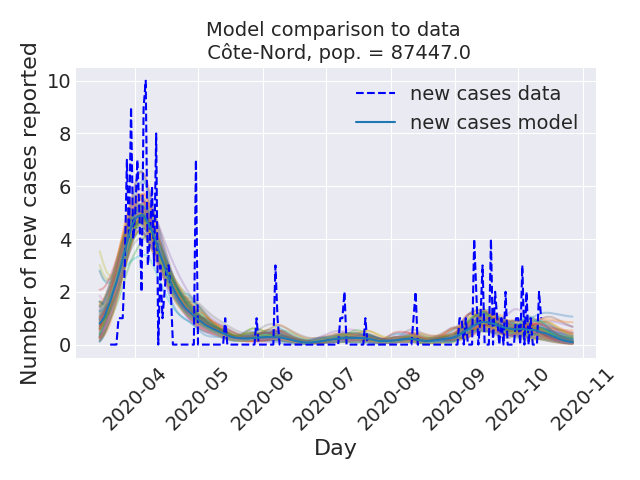 Model comparison to data
Côte-Nord, pop. = 87447.0
Number of new cases reported
10
8
6
4
2
0
new cases data
new cases model
2020-04
2020-05
2020-06
2020-07
2020-08
2020-09
2020-10
2020-11
Day